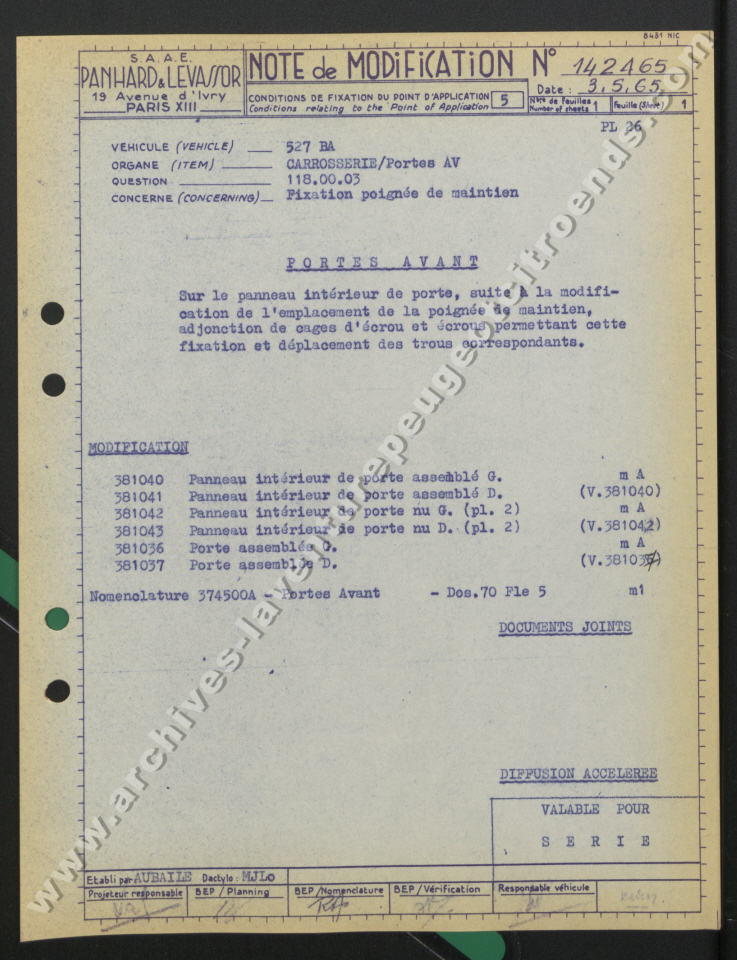 8431 NIC
S.A.A.E.
PANHARD & LEVASSOR
19 Avenue d'Ivry
PARIS XIII
NOTE de MODIFICATION N° 142165
Date : 3.5.65
CONDITIONS DE FIXATION DU POINT D'APPLICATION 5
Conditions relating to the Point of Application
Nbre de feuilles
Number of sheets 1
Feuille (Sheet) 1
PL 26
VEHICULE (VEHICLE) 527 BA
ORGANE (ITEM) CARROSSERIE/Portes AV
QUESTION 118.00.03
CONCERNE (CONCERNING) Fixation poignée de maintien
PORTES AVANT
Sur le panneau intérieur de porte, suite à la modifi-
cation de l'emplacement de la poignée de maintien,
adjonction de cages d'écrou et écrous permettant cette
fixation et déplacement des trous correspondants.
MODIFICATION
381040 Panneau intérieur de porte assemblé G. m A
381041 Panneau intérieur de porte assemblé D. (V.381040)
381042 Panneau intérieur de porte nu G. (pl. 2) m A
381043 Panneau intérieur de porte nu D. (pl. 2) (V.381042)
381036 Porte assemblée G. m A
381037 Porte assemblée D.
Nomenclature 374500A - Portes Avant - Dos.70 Fle 5 m1
DOCUMENTS JOINTS
DIFFUSION ACCELEREE
VALABLE POUR
SERIE
Etabli par AUBAILE Dactylo : MJLo
Projeteur responsable
BEP / Planning
BEP / Nomenclature
BEP / Vérification
Responsable véhicule
www.archives-laventurepeugeotcitroends.com